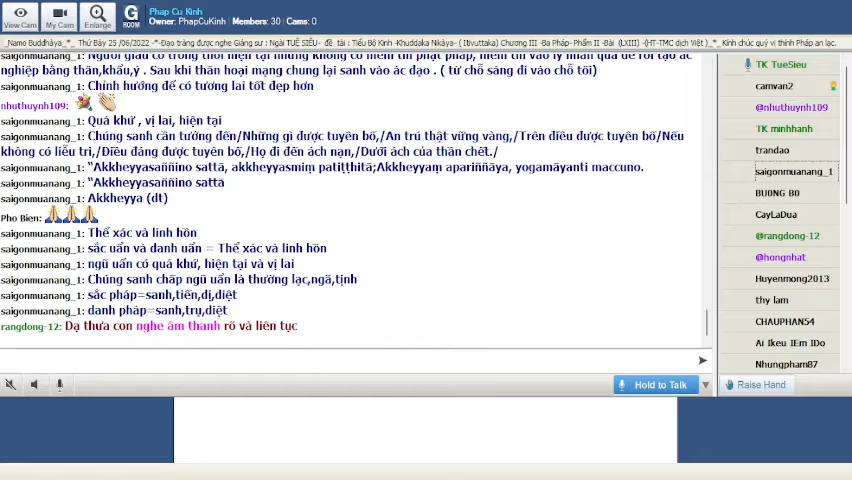 Phap Cu Kinh
Owner: PhapCuKinh Members: 30 | Cams: 0
View Cam
My Cam
Enlarge
G
ROOM
_Namo Buddhàya_*_ Thứ Bảy 25 /06/2022 -*-Đạo tràng được nghe Giảng sư : Ngài TUỆ SIÊU- đề tài : Tiểu Bộ Kinh -Khuddaka Nikàya- ( Itivuttaka) Chương III -Ba Pháp- Phẩm II - Bài (LXIII) -(HT-TMC dịch Việt )_*_ Kính chúc quý vị thính Pháp an lạc.
nghiệp bằng thân,khẩu,ý . Sau khi thân hoại mạng chung lại sanh vào ác đạo . ( từ chỗ sáng đi vào chỗ tối)
saigonmuanang_1: Chỉnh hướng để có tương lai tốt đẹp hơn
nhuthuynh109:
saigonmuanang_1: Quá khứ , vị lai, hiện tại
saigonmuanang_1: Chúng sanh cần tưởng đến/Những gì được tuyên bố,/An trú thật vững vàng,/Trên điều được tuyên bố/Nếu
không có liễu tri,/Điều đáng được tuyên bố,/Họ đi đến ách nạn,/Dưới ách của thần chết./
saigonmuanang_1: “Akkheyyasaññino sattā, akkheyyasmiṃ patiṭṭhitā;Akkheyyaṃ apariññāya, yogamāyanti maccuno.
saigonmuanang_1: “Akkheyyasaññino sattā
saigonmuanang_1: Akkheyya (dt)
Pho Bien:
saigonmuanang_1: Thể xác và linh hồn
saigonmuanang_1: sắc uẩn và danh uẩn = Thể xác và linh hồn
saigonmuanang_1: ngũ uẩn có quá khứ, hiện tại và vị lai
saigonmuanang_1: Chúng sanh chấp ngũ uẩn là thường lạc,ngã,tịnh
saigonmuanang_1: sắc pháp=sanh,tiến,dị,diệt
saigonmuanang_1: danh pháp=sanh,trụ,diệt
rangdong-12: Dạ thưa con nghe âm thanh rõ và liên tục
TK TueSieu
camvan2
@nhuthuynh109
TK minhhanh
trandao
saigonmuanang_1
BUỒNG BO
CayLaDua
@rangdong-12
@hongnhat
Huyenmong2013
thy lam
CHAUPHAN54
Ai lkeu IEm IDo
Nhungpham87
Hold to Talk
Raise Hand